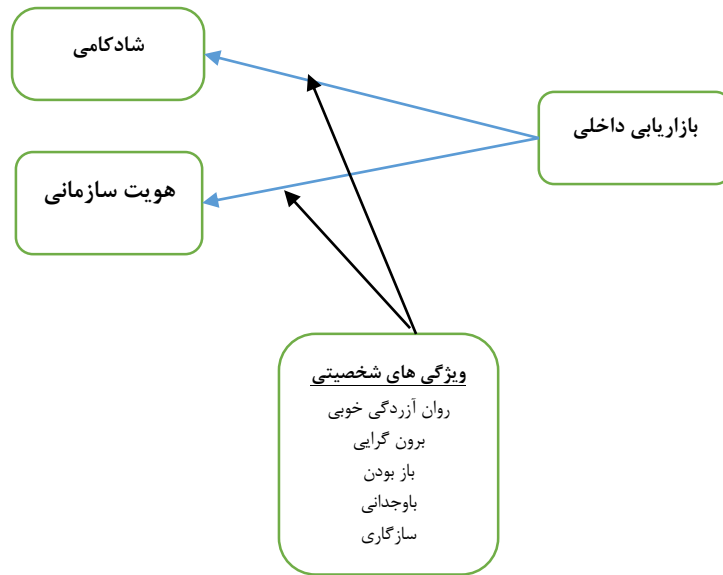 شادکامی
بازاریابی داخلی
هویت سازمانی
ویژگی های شخصیتی
روان آزردگی خوبی
برون گرایی
باز بودن
باوجدانی
سازگاری